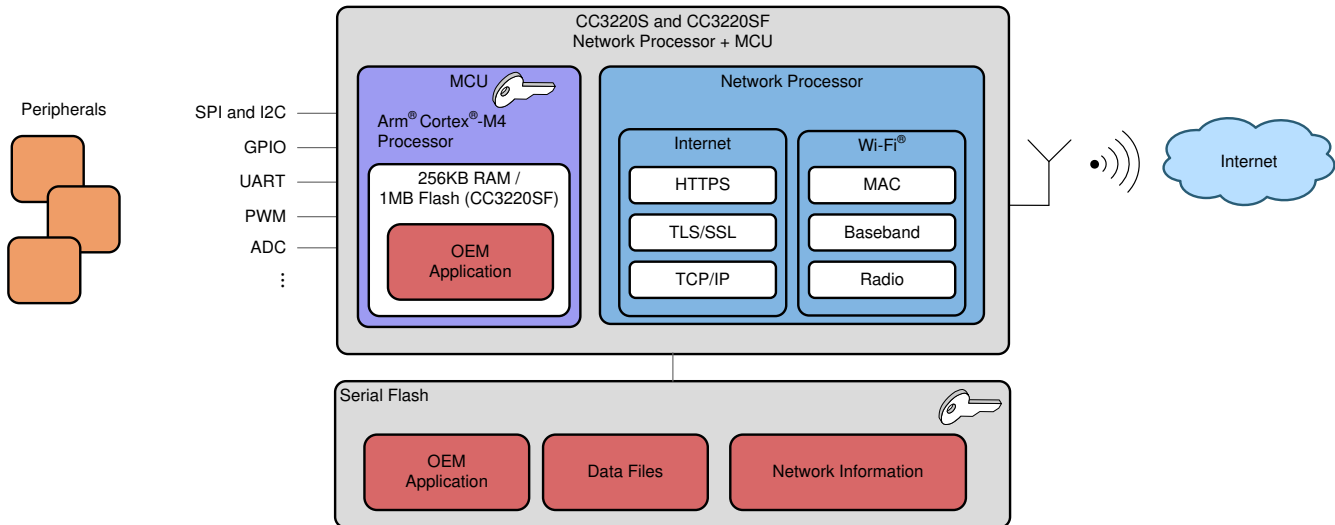 CC3220S and CC3220SF
Network Processor + MCU
MCU
Network Processor
Peripherals
SPI and I2C
GPIO
UART
PWM
ADC
⋮
Arm® Cortex®-M4
Processor
256KB RAM /
1MB Flash (CC3220SF)
OEM
Application
Internet
HTTPS
TLS/SSL
TCP/IP
Wi-Fi®
MAC
Baseband
Radio
Internet
Serial Flash
OEM
Application
Data Files
Network Information